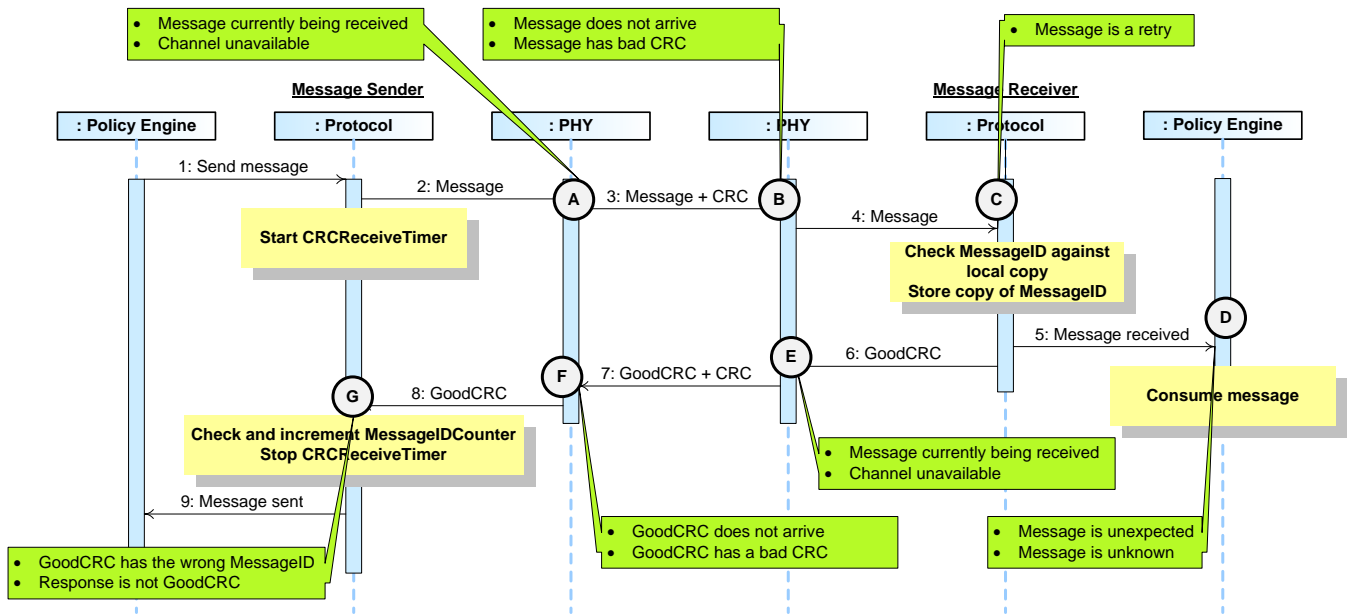 • Message currently being received
• Channel unavailable
• Message does not arrive
• Message has bad CRC
• Message is a retry
Message Sender
Message Receiver
: Policy Engine
: Protocol
: PHY
: PHY
: Protocol
: Policy Engine
1: Send message
2: Message
A
3: Message + CRC
B
4: Message
C
Start CRCReceiveTimer
Check MessageID against
local copy
Store copy of MessageID
D
5: Message received
6: GoodCRC
E
7: GoodCRC + CRC
F
8: GoodCRC
G
Consume message
Check and increment MessageIDCounter
Stop CRCReceiveTimer
• Message currently being received
• Channel unavailable
9: Message sent
• GoodCRC does not arrive
• GoodCRC has a bad CRC
• Message is unexpected
• Message is unknown
• GoodCRC has the wrong MessageID
• Response is not GoodCRC